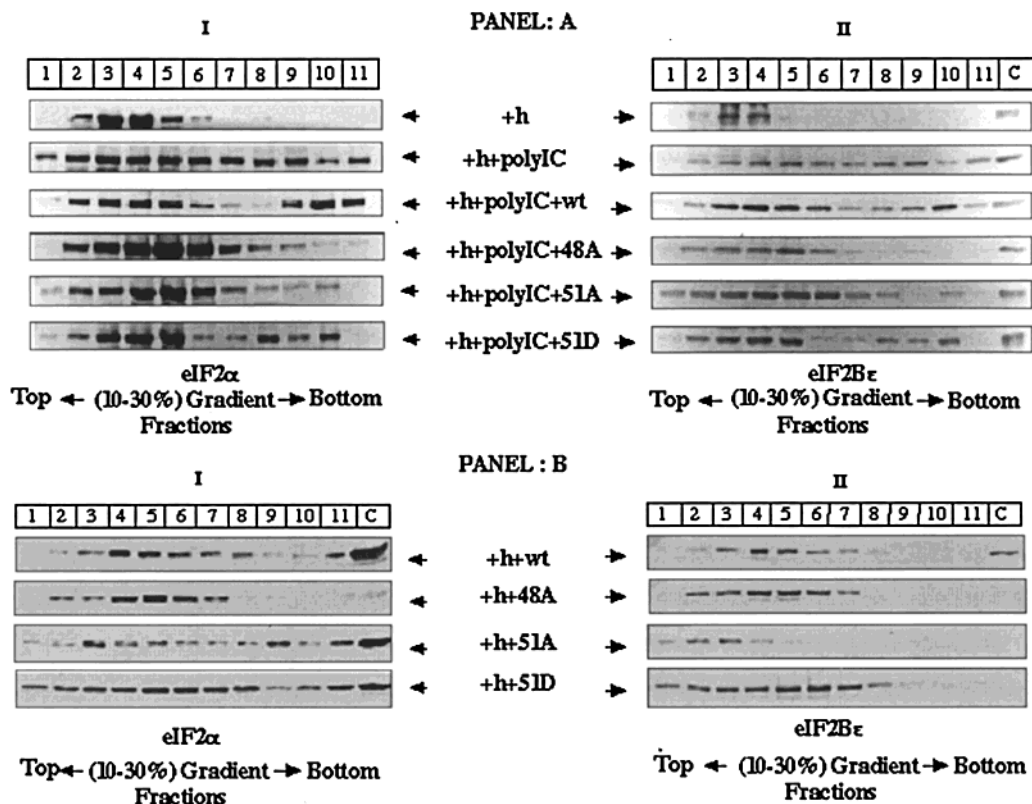 PANEL: A
I
II
1 2 3 4 5 6 7 8 9 10 11
1 2 3 4 5 6 7 8 9 10 11 C
+h
+h+polyIC
+h+polyIC+wt
+h+polyIC+48A
+h+polyIC+51A
+h+polyIC+51D
eIF2α
Top ← (10-30%) Gradient → Bottom
Fractions
eIF2Bε
Top ← (10-30%) Gradient → Bottom
Fractions
PANEL : B
I
II
1 2 3 4 5 6 7 8 9 10 11 C
1 2 3 4 5 6 7 8 9 10 11 C
+h+wt
+h+48A
+h+51A
+h+51D
eIF2α
Top ← (10-30%) Gradient → Bottom
Fractions
eIF2Bε
Top ← (10-30%) Gradient → Bottom
Fractions